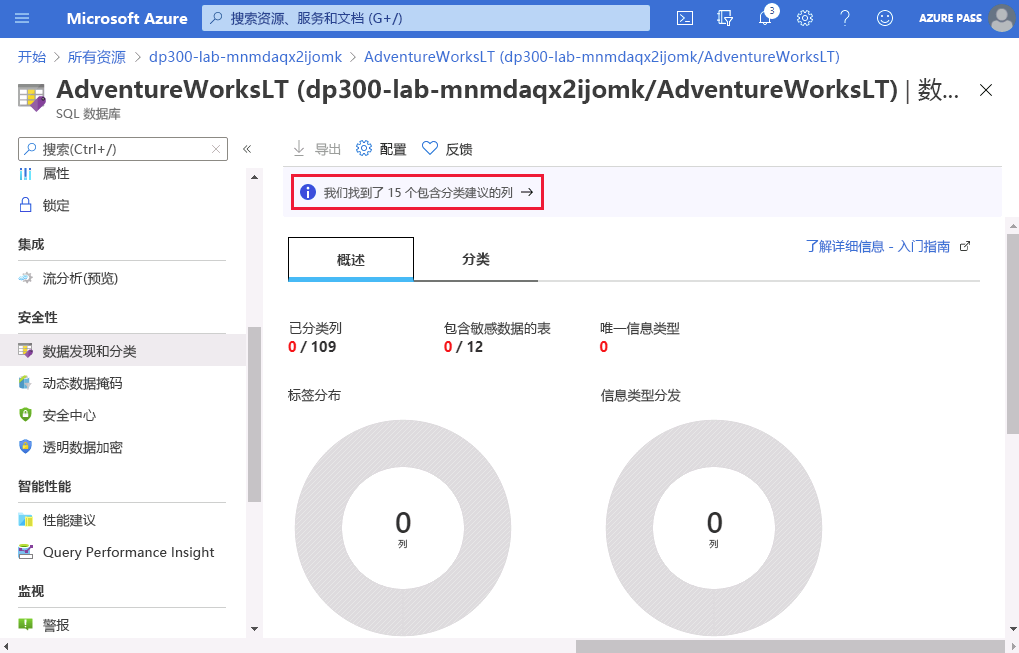 Microsoft Azure
搜索资源、服务和文档 (G+/)
3
AZURE PASS
开始 > 所有资源 > dp300-lab-mnmdaqx2ijomk > AdventureWorksLT (dp300-lab-mnmdaqx2ijomk/AdventureWorksLT)
AdventureWorksLT (dp300-lab-mnmdaqx2ijomk/AdventureWorksLT) | 数...
SQL 数据库
搜索(Ctrl+/)
属性
锁定
集成
流分析(预览)
安全性
数据发现和分类
动态数据掩码
安全中心
透明数据加密
智能性能
性能建议
Query Performance Insight
监视
警报
导出
配置
反馈
我们找到了 15 个包含分类建议的列 →
了解详细信息 - 入门指南
概述
分类
已分类列
0 / 109
包含敏感数据的表
0 / 12
唯一信息类型
0
标签分布
0
列
信息类型分发
0
列